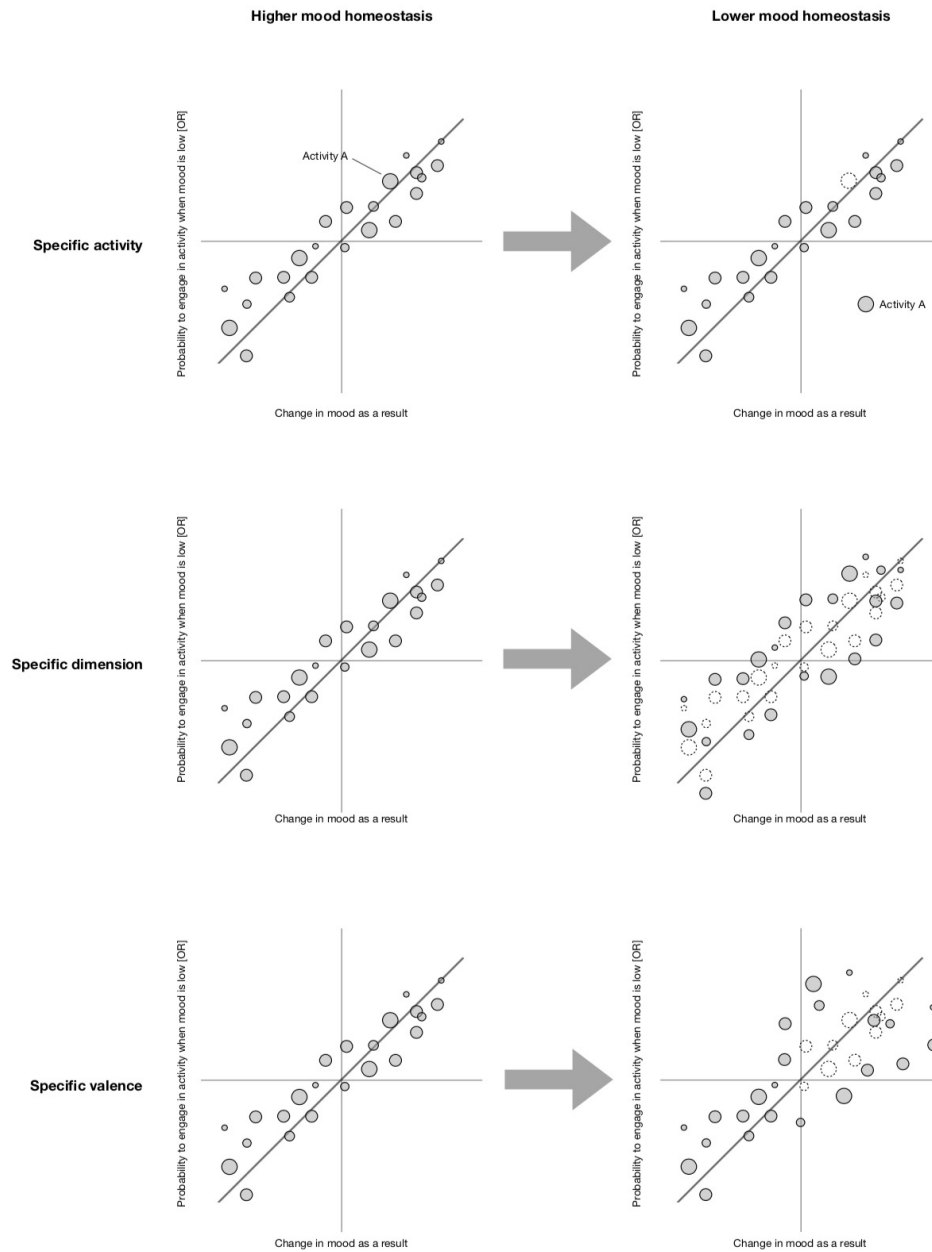 Higher mood homeostasis
Lower mood homeostasis
Specific activity
Probability to engage in activity when mood is low [OR]
Activity A
Change in mood as a result
Probability to engage in activity when mood is low [OR]
Activity A
Change in mood as a result
Specific dimension
Probability to engage in activity when mood is low [OR]
Change in mood as a result
Probability to engage in activity when mood is low [OR]
Change in mood as a result
Specific valence
Probability to engage in activity when mood is low [OR]
Change in mood as a result
Probability to engage in activity when mood is low [OR]
Change in mood as a result